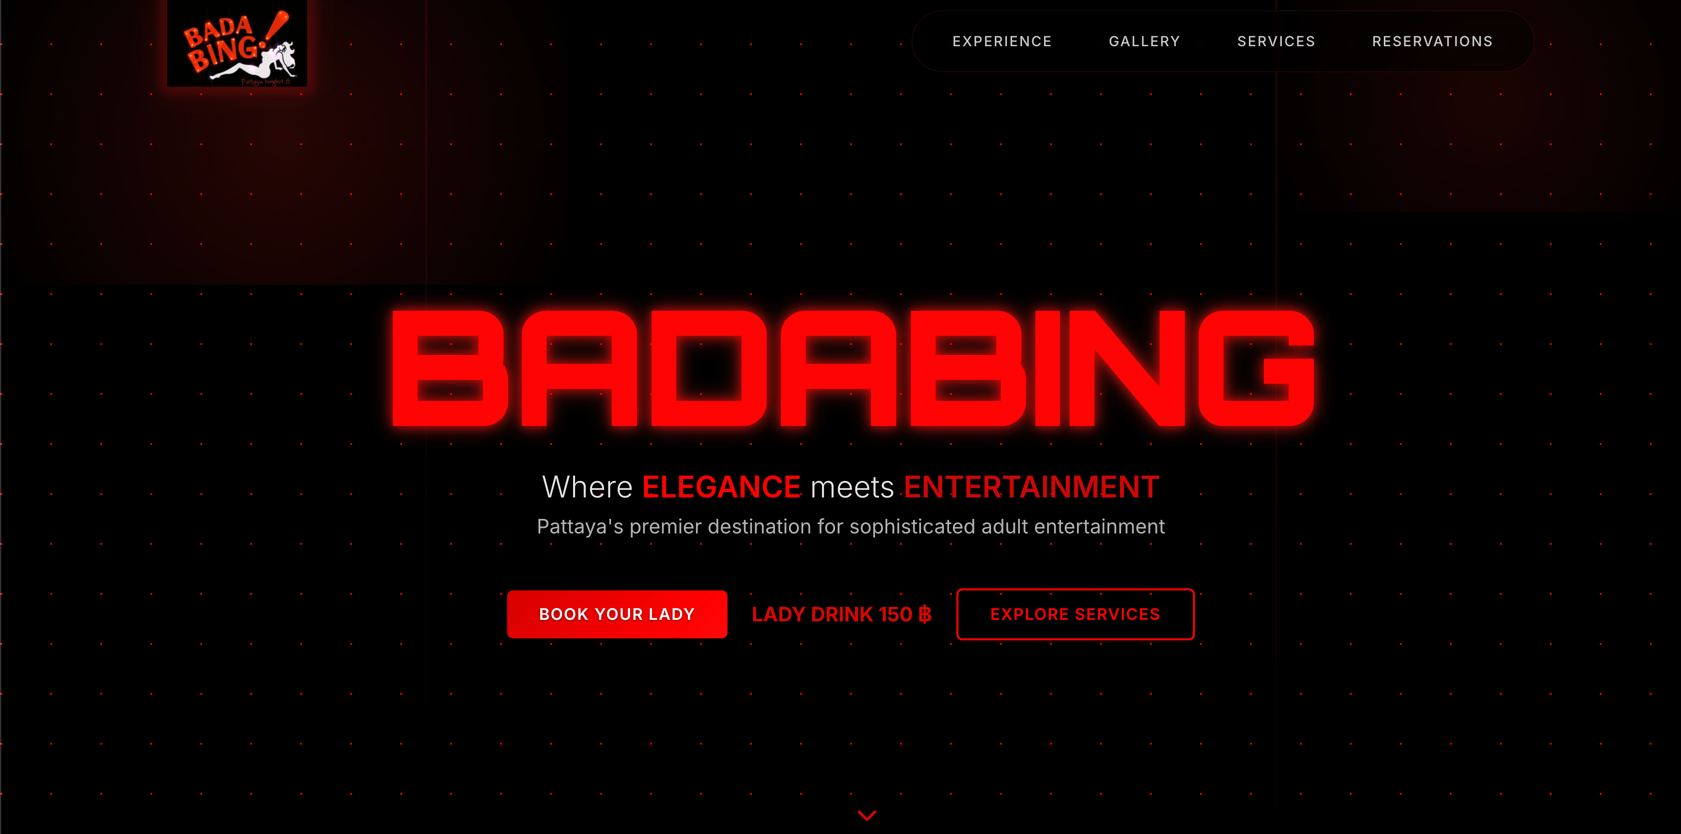 BADA
BING!
EXPERIENCE GALLERY SERVICES RESERVATIONS
BADABING
Where ELEGANCE meets ENTERTAINMENT
Pattaya's premier destination for sophisticated adult entertainment
BOOK YOUR LADY LADY DRINK 150 ฿ EXPLORE SERVICES